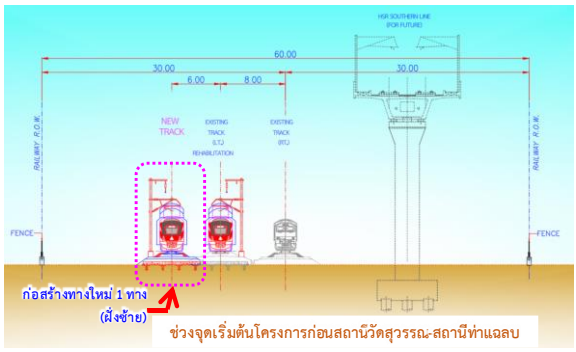 HSR SOUTHERN LINE
(FOR FUTURE)
60.00
30.00
30.00
6.00
8.00
NEW
TRACK
EXISTING
TRACK
(LT.)
REHABILITATION
EXISTING
TRACK
(RT.)
RAILWAY R.O.W.
RAILWAY R.O.W.
FENCE
FENCE
ก่อสร้างทางใหม่ 1 ทาง
(ฝั่งซ้าย)
ช่วงจุดเริ่มต้นโครงการก่อนสถานีวัดสุวรรณ-สถานีท่าแฉลบ